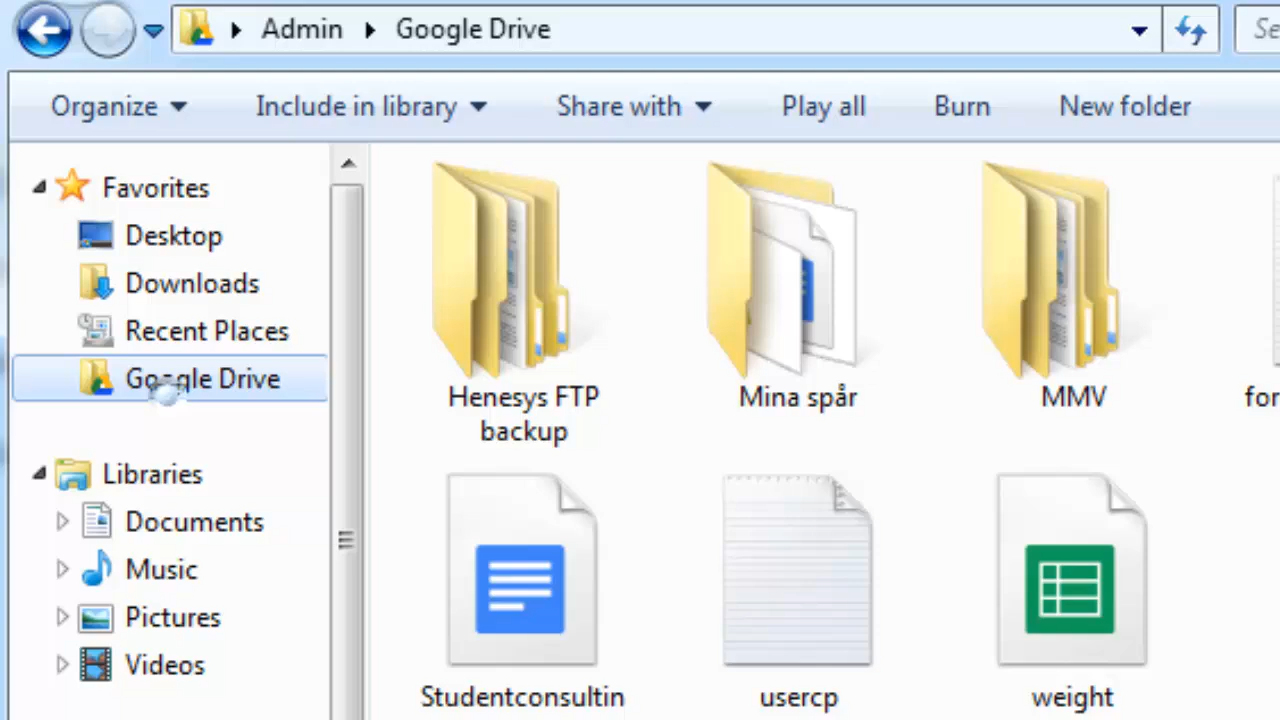 Admin Google Drive
Organize Include in library Share with Play all Burn New folder
Favorites
Desktop
Downloads
Recent Places
Google Drive
Libraries
Documents
Music
Pictures
Videos
Henesys FTP
backup
Mina spår
MMV
Studentconsultin
usercp
weight